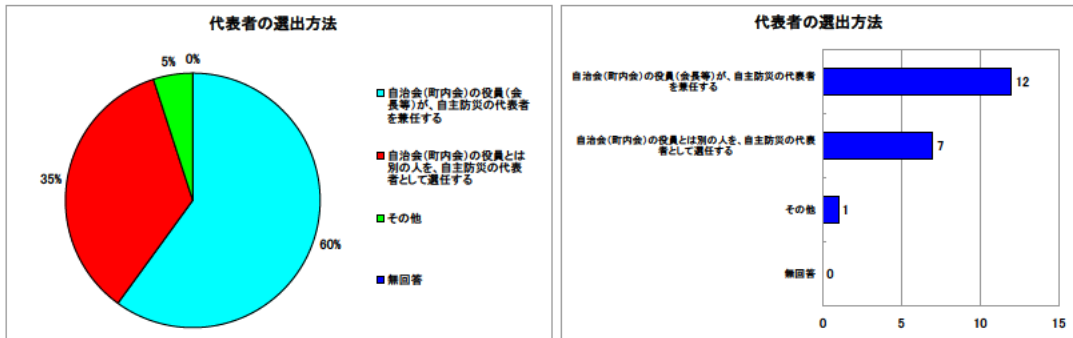 代表者の選出方法
5%
0%
35%
60%
自治会(町内会)の役員(会
長等)が、自主防災の代表者
を兼任する
自治会(町内会)の役員とは
別の人を、自主防災の代表
者として選任する
その他
無回答
代表者の選出方法
自治会(町内会)の役員(会長等)が、自主防災の代表者
を兼任する
12
自治会(町内会)の役員とは別の人を、自主防災の代表
者として選任する
7
その他
1
無回答
0
0
5
10
15